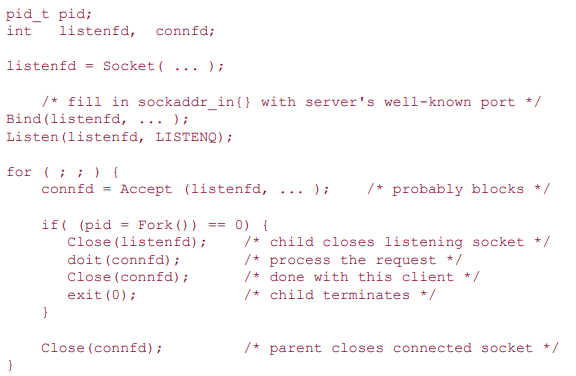 pid_t pid;
int   listenfd,  connfd;

listenfd = Socket( ... );

    /* fill in sockaddr_in{} with server's well-known port */
Bind(listenfd, ... );
Listen(listenfd, LISTENQ);

for ( ; ; ) {
    connfd = Accept (listenfd, ... );    /* probably blocks */

    if( (pid = Fork()) == 0) {
       Close(listenfd);    /* child closes listening socket */
       doit(connfd);       /* process the request */
       Close(connfd);      /* done with this client */
       exit(0);            /* child terminates */
    }

    Close(connfd);         /* parent closes connected socket */
}